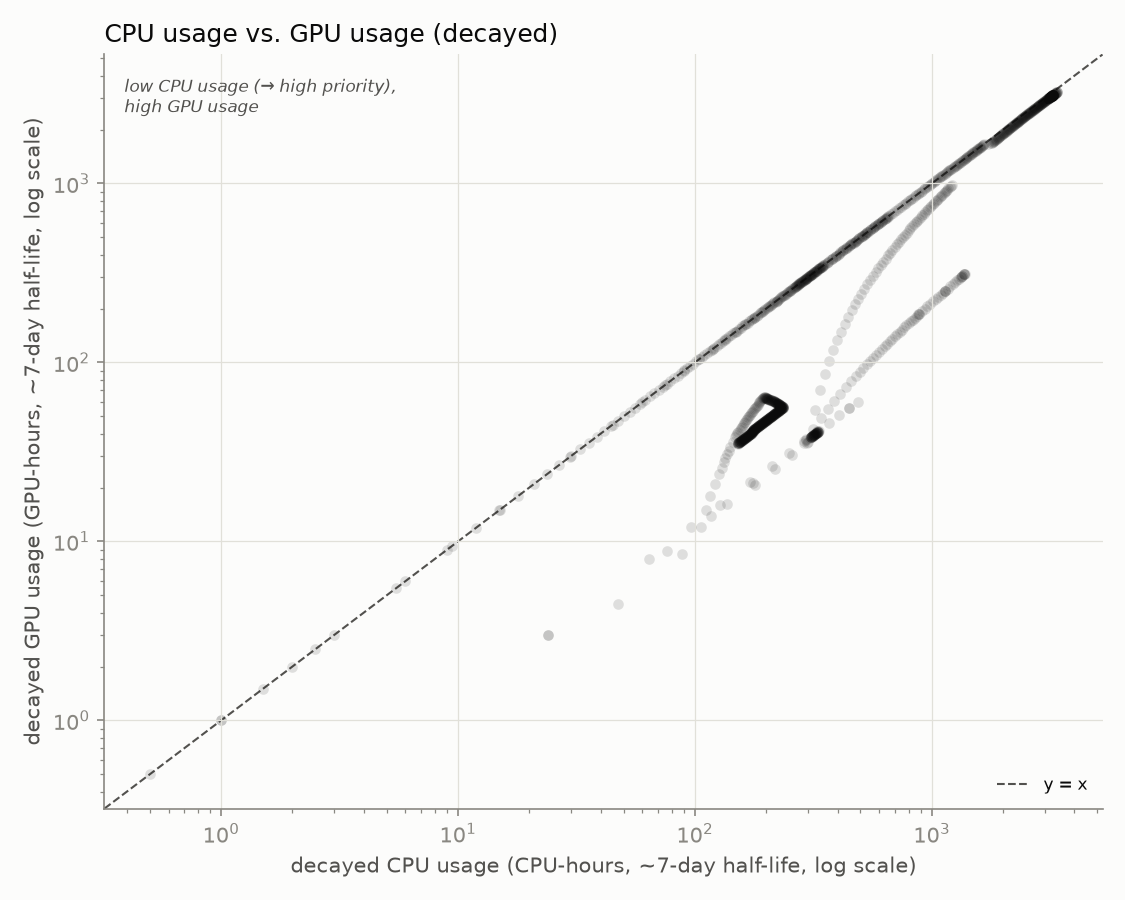 CPU usage vs. GPU usage (decayed)
low CPU usage (→ high priority),
high GPU usage
decayed GPU usage (GPU-hours, ~7-day half-life, log scale)
10³
10²
10¹
10⁰
y = x
10⁰ 10¹ 10² 10³
decayed CPU usage (CPU-hours, ~7-day half-life, log scale)